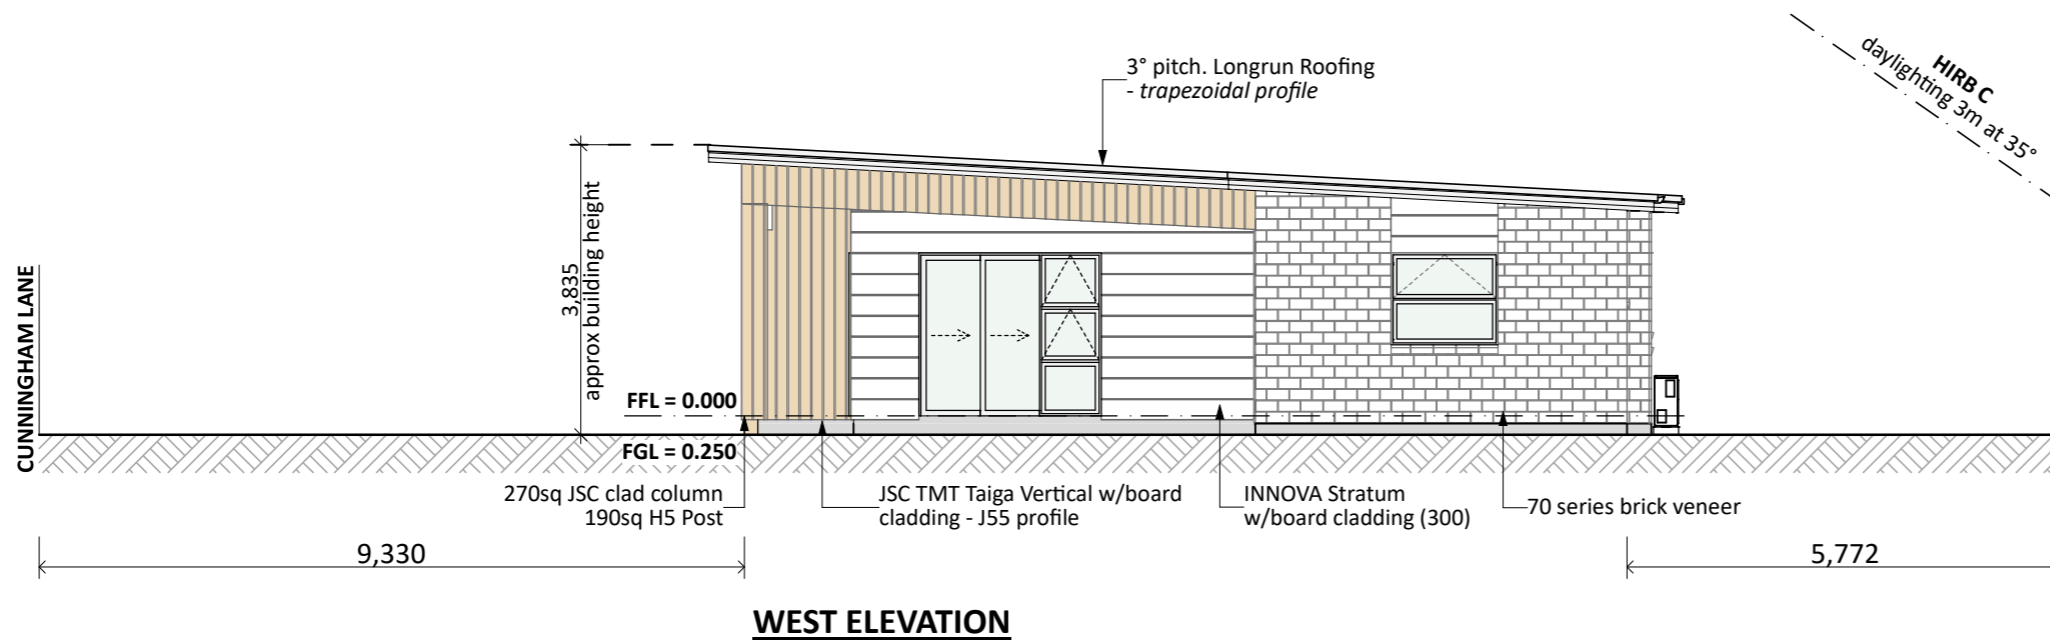 3° pitch. Longrun Roofing
- trapezoidal profile
HIRB C
daylighting 3m at 35°
CUNNINGHAM LANE
3,835
approx building height
FFL = 0.000
FGL = 0.250
270sq JSC clad column
190sq H5 Post
JSC TMT Taiga Vertical w/board
cladding - J55 profile
INNOVA Stratum
w/board cladding (300)
70 series brick veneer
9,330
5,772
WEST ELEVATION